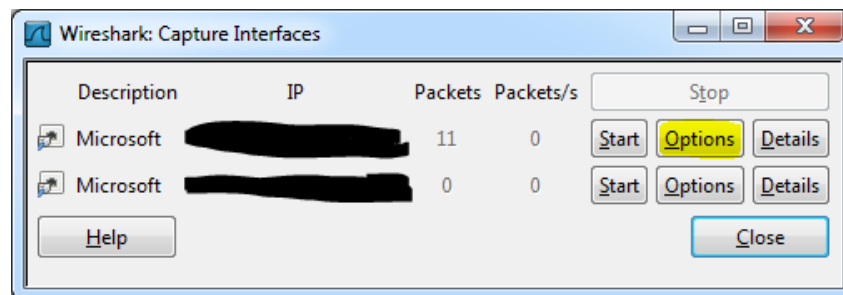 Wireshark: Capture Interfaces
Description IP Packets Packets/s Stop
Microsoft 11 0 Start Options Details
Microsoft 0 0 Start Options Details
Help Close